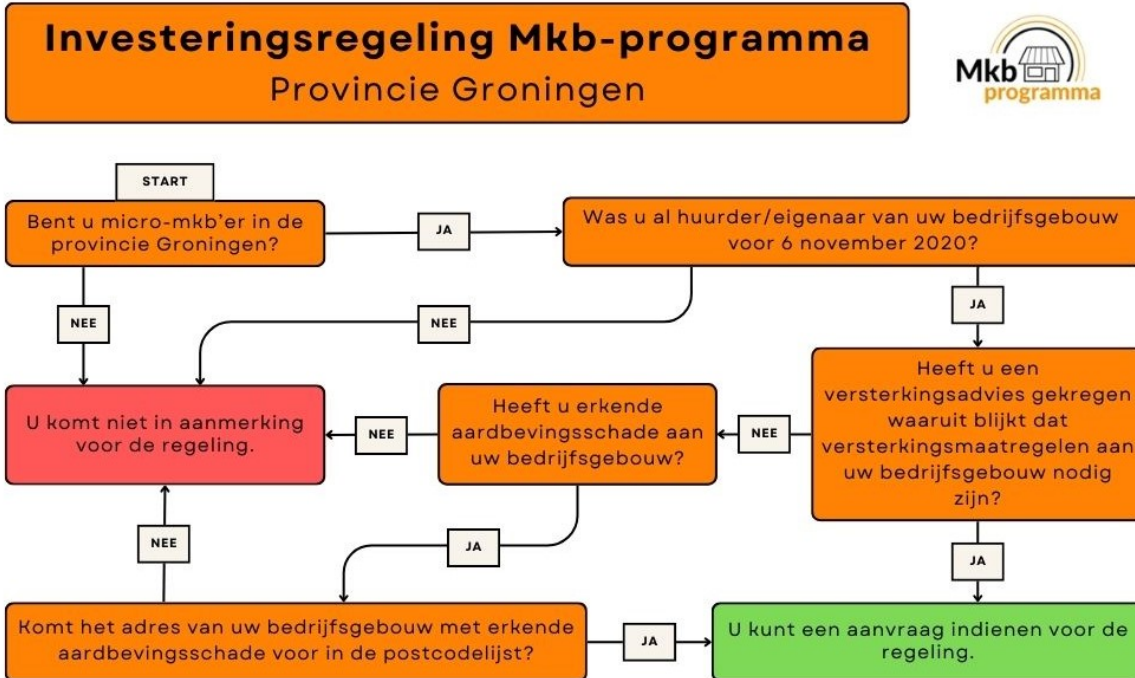 Investeringsregeling Mkb-programma
Provincie Groningen
Mkb
programma
START
Bent u micro-mkb'er in de
provincie Groningen?
JA
Was u al huurder/eigenaar van uw bedrijfsgebouw
voor 6 november 2020?
NEE
NEE
JA
U komt niet in aanmerking
voor de regeling.
NEE
Heeft u erkende
aardbevingsschade aan
uw bedrijfsgebouw?
NEE
Heeft u een
versterkingsadvies gekregen
waaruit blijkt dat
versterkingsmaatregelen aan
uw bedrijfsgebouw nodig
zijn?
NEE
JA
JA
Komt het adres van uw bedrijfsgebouw met erkende
aardbevingsschade voor in de postcodelijst?
JA
U kunt een aanvraag indienen voor de
regeling.